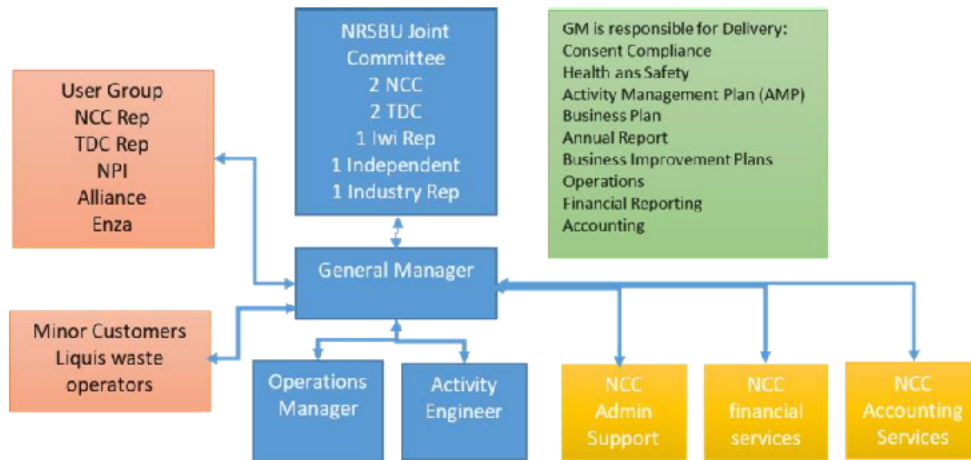 NRSBU Joint
Committee
2 NCC
2 TDC
1 Iwi Rep
1 Independent
1 Industry Rep
GM is responsible for Delivery:
Consent Compliance
Health ans Safety
Activity Management Plan (AMP)
Business Plan
Annual Report
Business Improvement Plans
Operations
Financial Reporting
Accounting
User Group
NCC Rep
TDC Rep
NPI
Alliance
Enza
General Manager
Minor Customers
Liquis waste
operators
Operations
Manager
Activity
Engineer
NCC
Admin
Support
NCC
financial
services
NCC
Accounting
Services